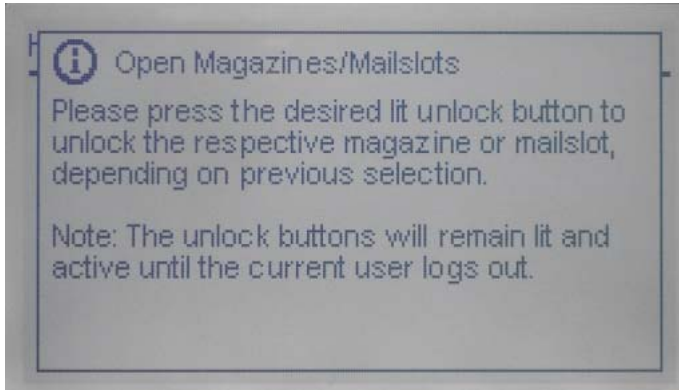 Open Magazines/Mailslots
Please press the desired lit unlock button to
unlock the respective magazine or mailslot,
depending on previous selection.
Note: The unlock buttons will remain lit and
active until the current user logs out.